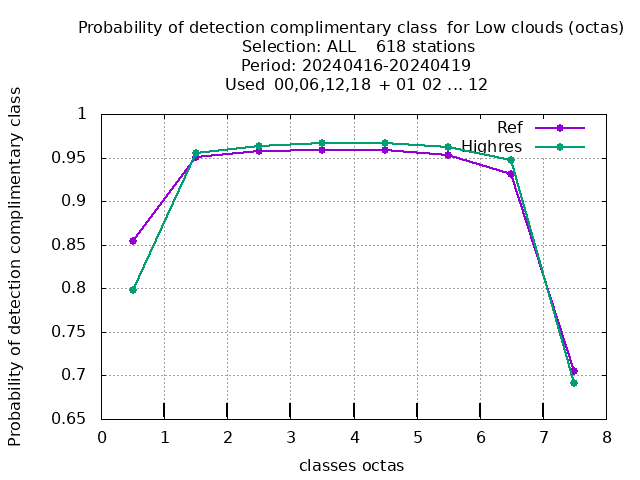 Probability of detection complimentary class  for Low clouds (octas)
Selection: ALL    618 stations
Period: 20240416-20240419
Used  00,06,12,18  + 01 02 ... 12
Probability of detection complimentary class
1
0.95
0.9
0.85
0.8
0.75
0.7
0.65
Ref
Highres
0 1 2 3 4 5 6 7 8
classes octas